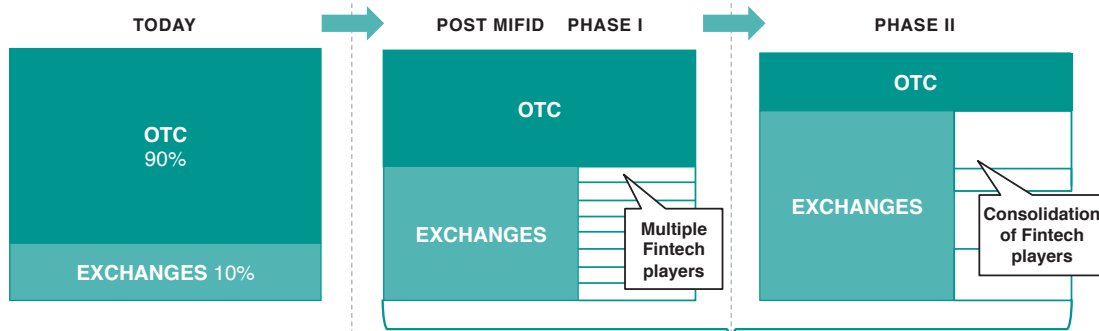 TODAY
POST MIFID PHASE I
PHASE II
OTC
90%
EXCHANGES 10%
OTC
EXCHANGES
Multiple
Fintech
players
OTC
EXCHANGES
Consolidation
of Fintech
players